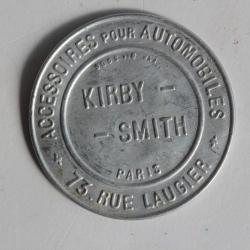 ACCESSOIRES POUR AUTOMOBILES
KIRBY -
- SMITH
PARIS
73, RUE LAUGIER